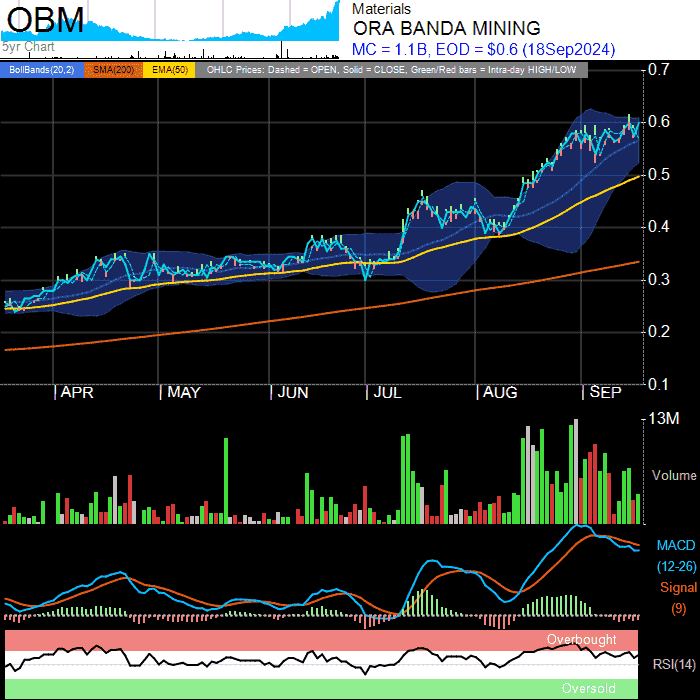 OBM
5yr Chart
Materials
ORA BANDA MINING
MC = 1.1B, EOD = $0.6 (18Sep2024)
BollBands(20,2) SMA(200) EMA(50) OHLC Prices: Dashed = OPEN, Solid = CLOSE, Green/Red bars = Intra-day HIGH/LOW
0.7
0.6
0.5
0.4
0.3
0.2
0.1
APR MAY JUN JUL AUG SEP
13M
Volume
MACD
(12-26)
Signal
(9)
Overbought
RSI(14)
Oversold